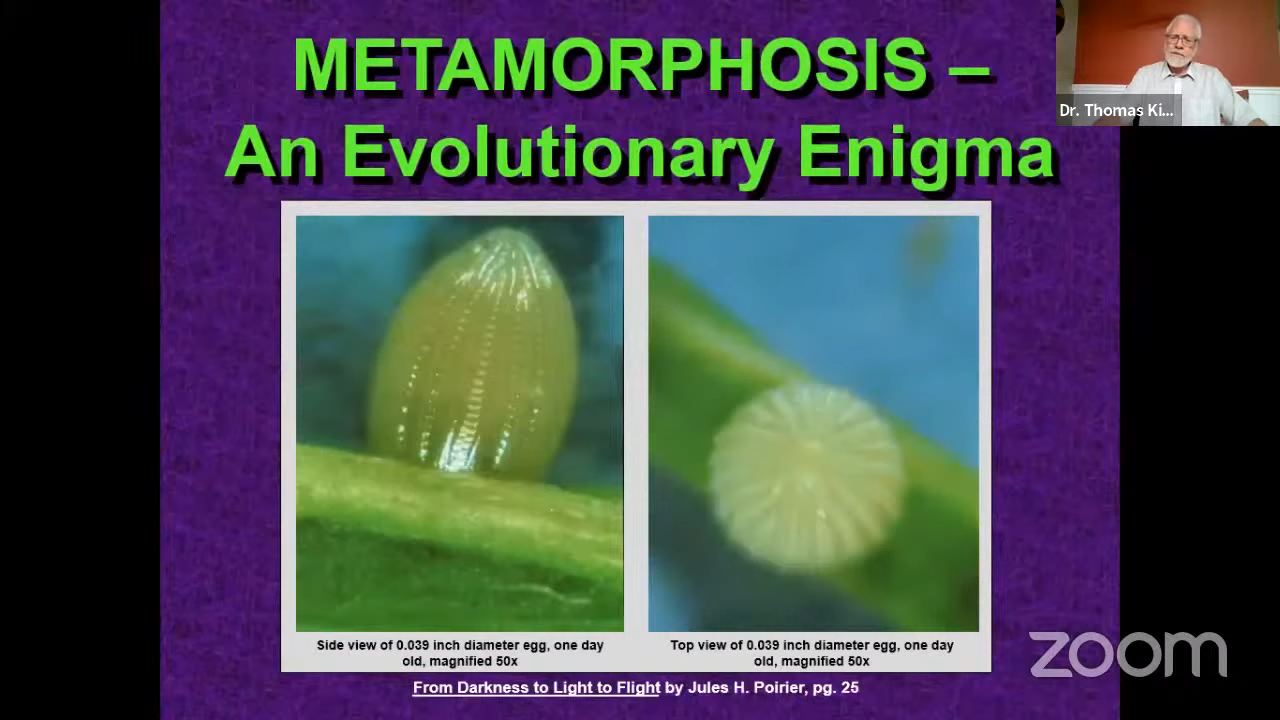 METAMORPHOSIS –
An Evolutionary Enigma
Dr. Thomas Ki...
Side view of 0.039 inch diameter egg, one day
old, magnified 50x
Top view of 0.039 inch diameter egg, one day
old, magnified 50x
From Darkness to Light to Flight by Jules H. Poirier, pg. 25
zoom